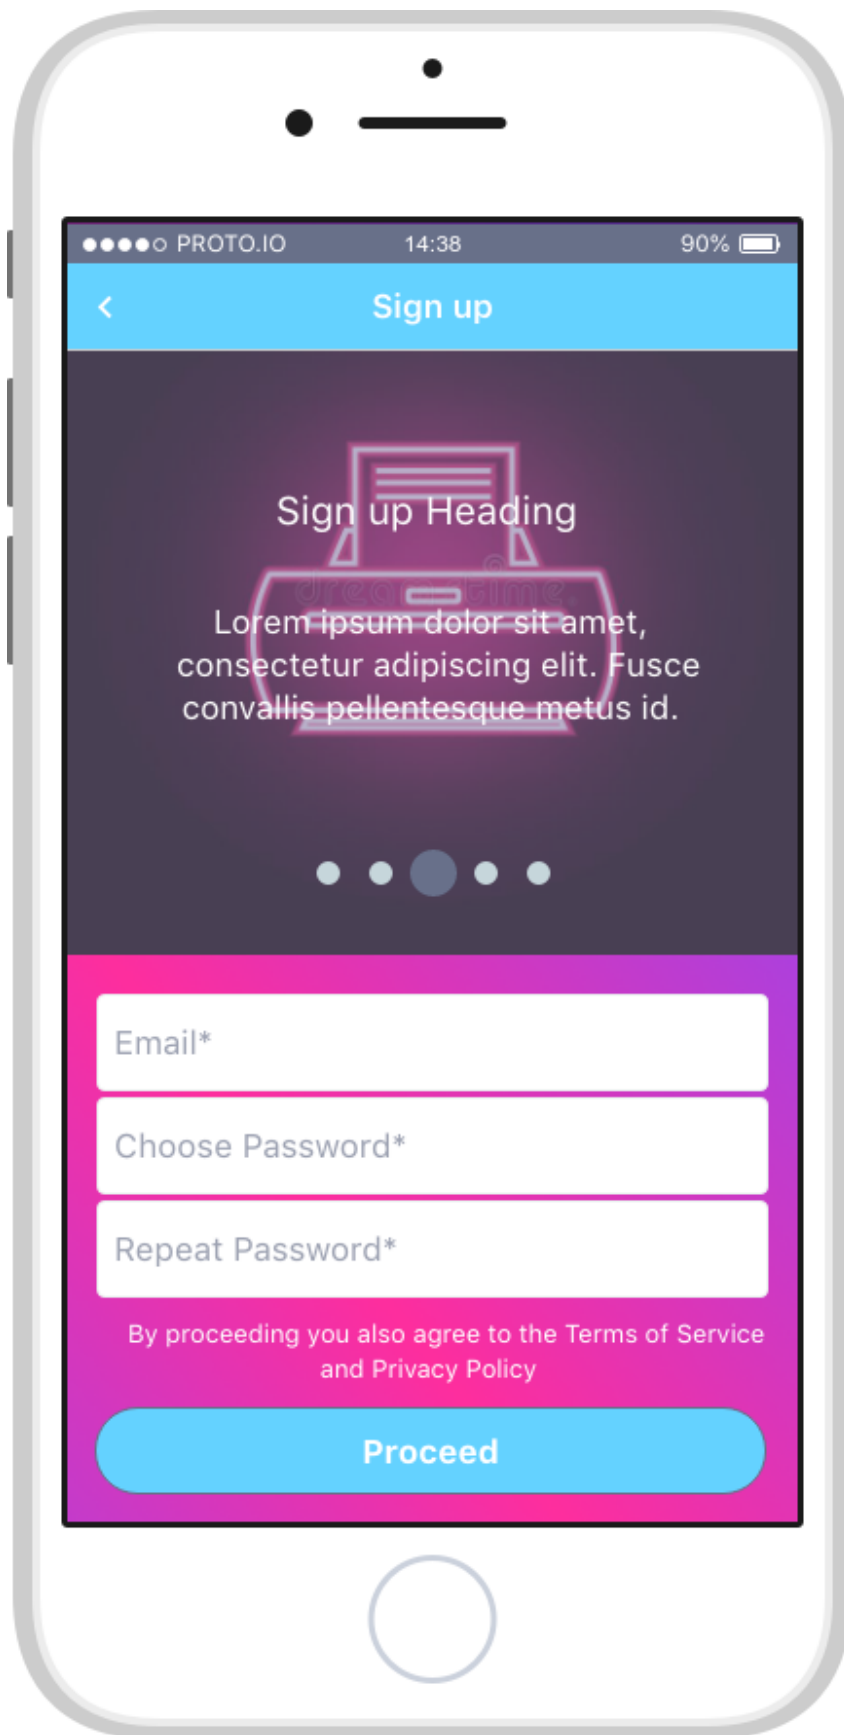 PROTO.IO 14:38 90%
Sign up
Sign up Heading
dreamstime.
Lorem ipsum dolor sit amet,
consectetur adipiscing elit. Fusce
convallis pellentesque metus id.
Email*
Choose Password*
Repeat Password*
By proceeding you also agree to the Terms of Service
and Privacy Policy
Proceed